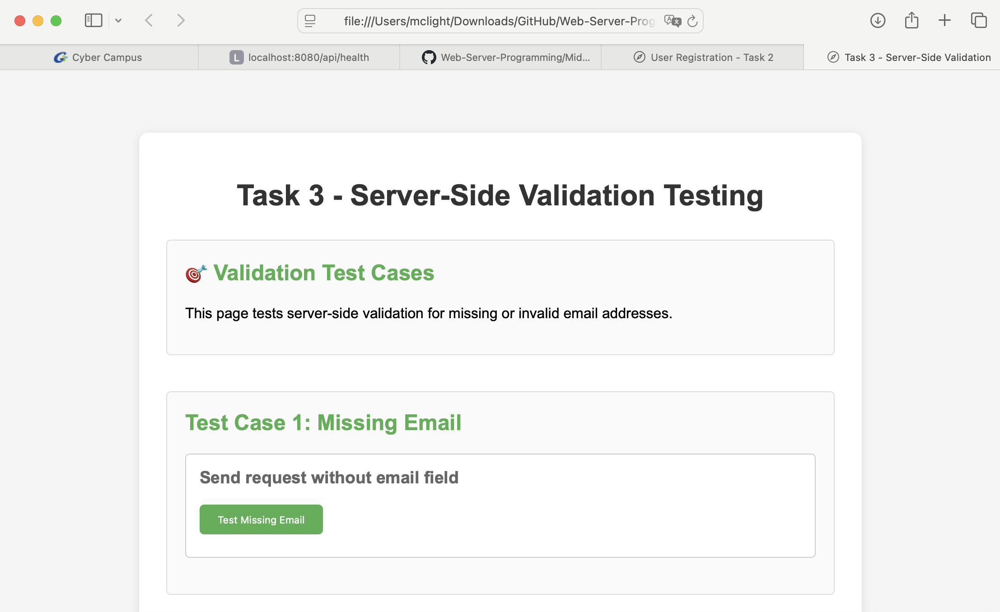 file:///Users/mclight/Downloads/GitHub/Web-Server-Prog
Cyber Campus
L localhost:8080/api/health
Web-Server-Programming/Mid...
User Registration - Task 2
Task 3 - Server-Side Validation
Task 3 - Server-Side Validation Testing
🎯 Validation Test Cases
This page tests server-side validation for missing or invalid email addresses.
Test Case 1: Missing Email
Send request without email field
Test Missing Email